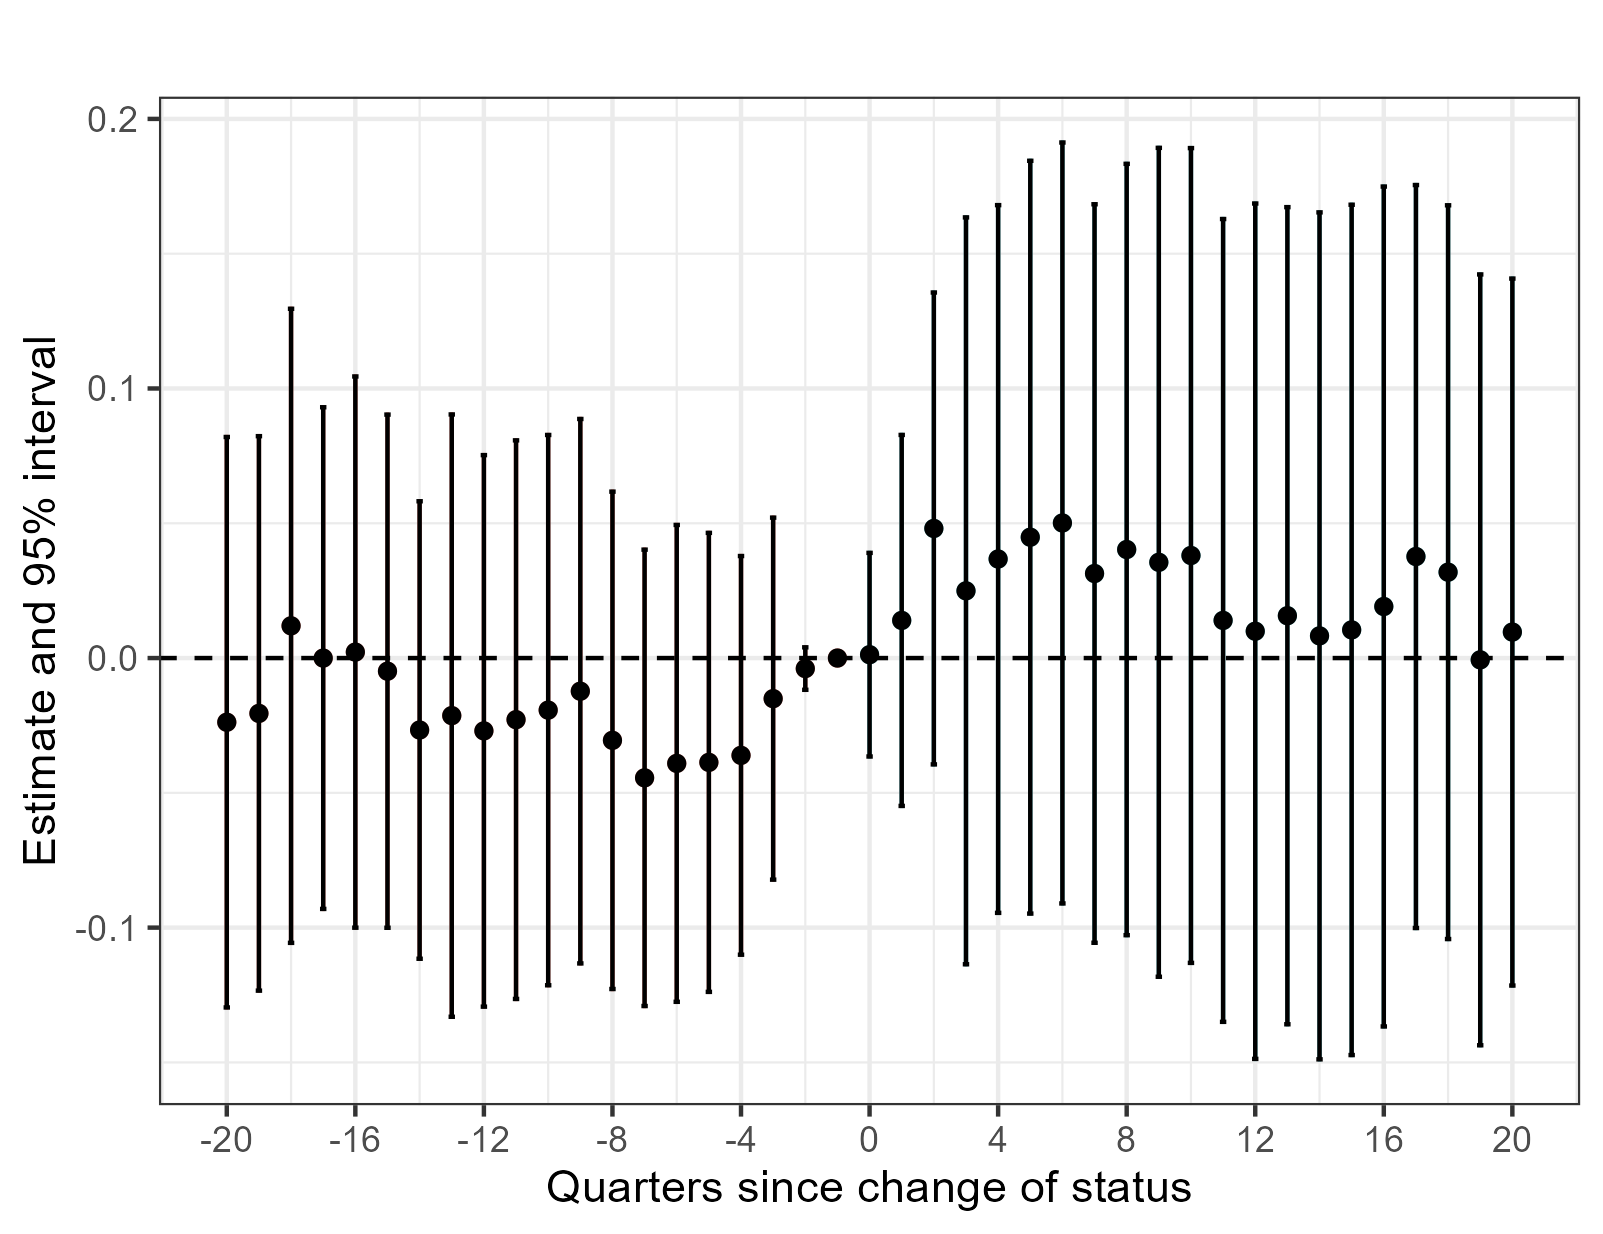 Estimate and 95% interval
0.2
0.1
0.0
-0.1
-20 -16 -12 -8 -4 0 4 8 12 16 20
Quarters since change of status